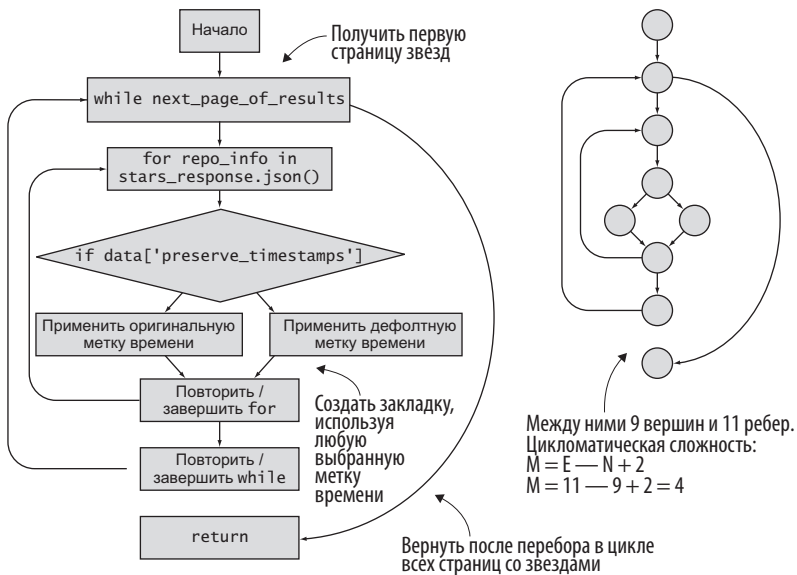 Начало
Получить первую
страницу звезд
while next_page_of_results
for repo_info in
stars_response.json()
if data['preserve_timestamps']
Применить оригинальную
метку времени
Применить дефолтную
метку времени
Повторить /
завершить for
Создать закладку,
используя
любую
выбранную
метку
времени
Повторить /
завершить while
return
Вернуть после перебора в цикле
всех страниц со звездами
Между ними 9 вершин и 11 ребер.
Цикломатическая сложность:
M = E — N + 2
M = 11 — 9 + 2 = 4